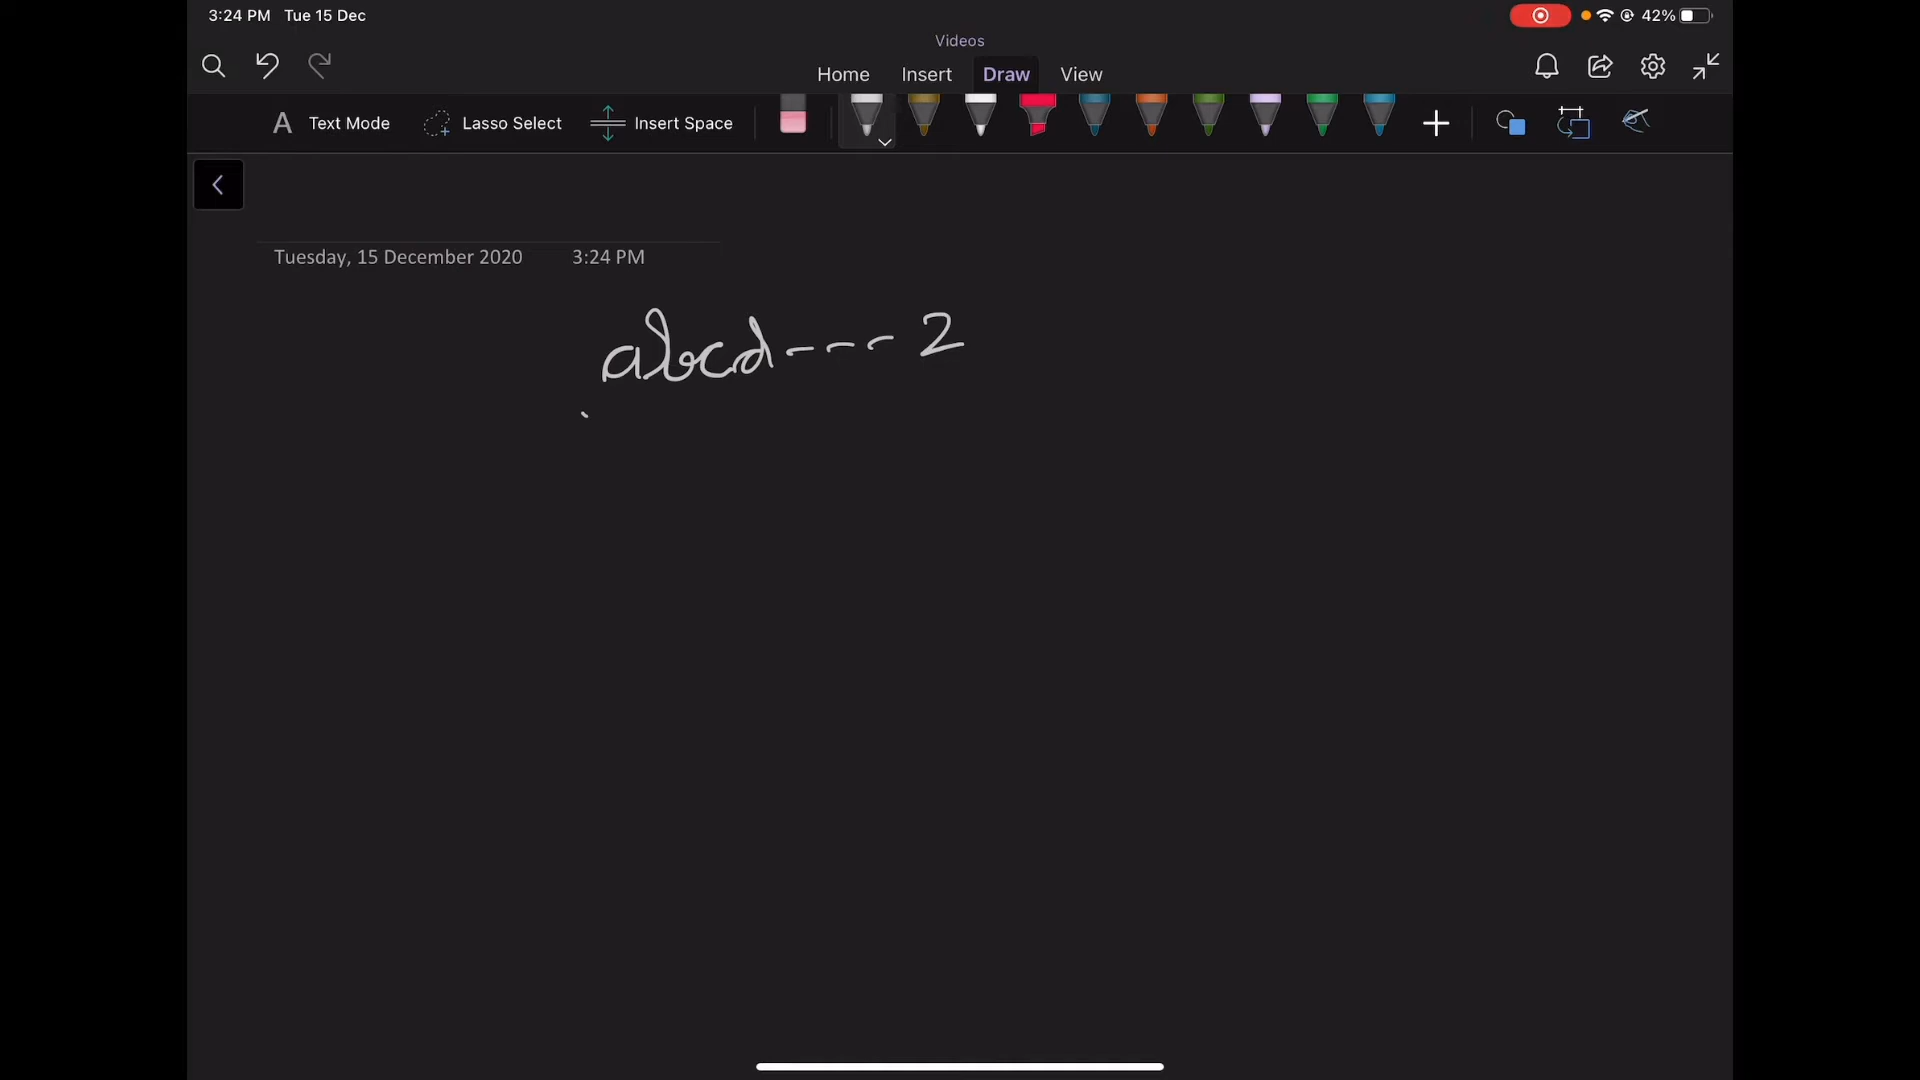 3:24 PM Tue 15 Dec 42%
Videos
Home Insert Draw View
A Text Mode Lasso Select Insert Space
Tuesday, 15 December 2020 3:24 PM
abcd---- 2